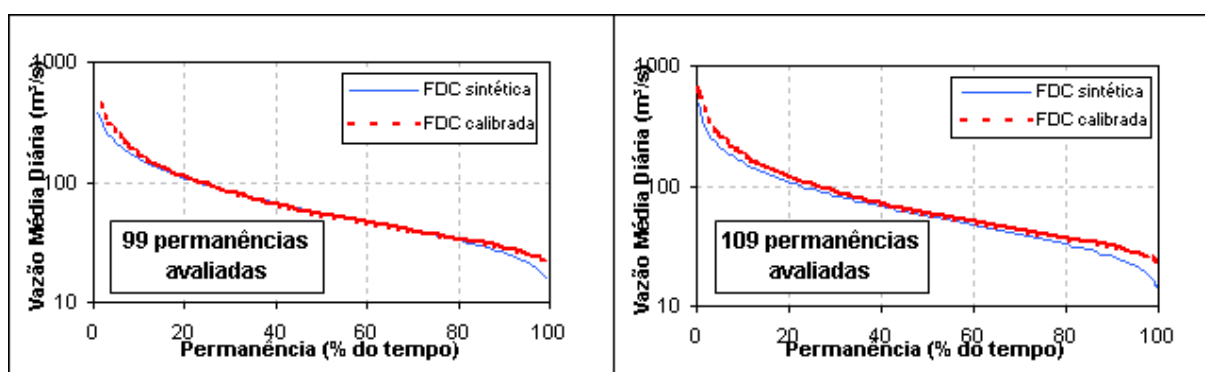 1000
100
10
Vazão Média Diária (m³/s)
FDC sintética
FDC calibrada
99 permanências
avaliadas
0 20 40 60 80 100
Permanência (% do tempo)
1000
100
10
Vazão Média Diária (m³/s)
FDC sintética
FDC calibrada
109 permanências
avaliadas
0 20 40 60 80 100
Permanência (% do tempo)